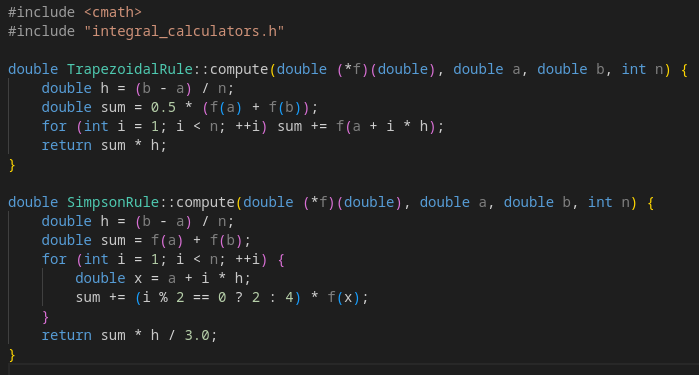 #include <cmath>
#include "integral_calculators.h"

double TrapezoidalRule::compute(double (*f)(double), double a, double b, int n) {
    double h = (b - a) / n;
    double sum = 0.5 * (f(a) + f(b));
    for (int i = 1; i < n; ++i) sum += f(a + i * h);
    return sum * h;
}

double SimpsonRule::compute(double (*f)(double), double a, double b, int n) {
    double h = (b - a) / n;
    double sum = f(a) + f(b);
    for (int i = 1; i < n; ++i) {
        double x = a + i * h;
        sum += (i % 2 == 0 ? 2 : 4) * f(x);
    }
    return sum * h / 3.0;
}